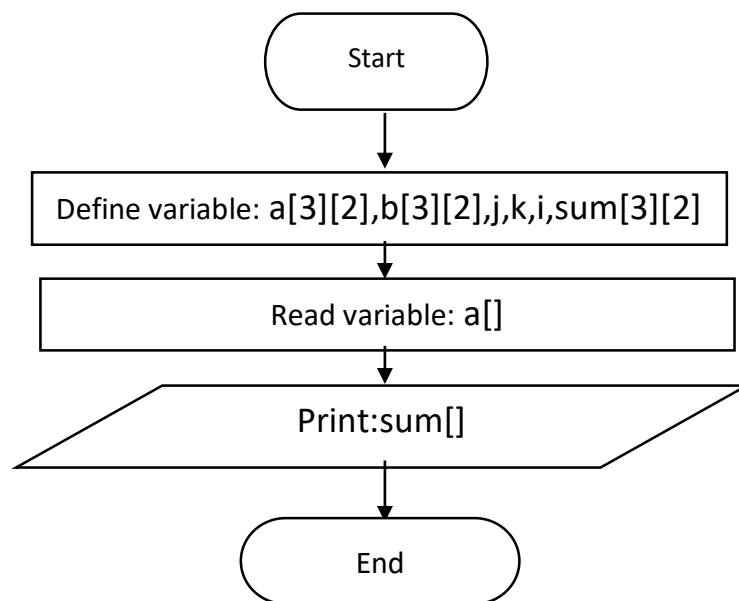 Start
Define variable: a[3][2],b[3][2],j,k,i,sum[3][2]
Read variable: a[]
Print:sum[]
End